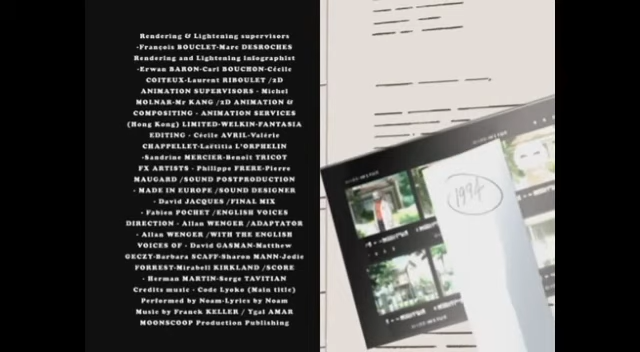 Rendering & Lightening supervisors
-François BOUCLET-Marc DESROCHES
Rendering and Lightening infographist
-Erwan BARON-Carl BOUCHON-Cécile
COITEUX-Laurent RIBOULET /2D
ANIMATION SUPERVISORS - Michel
MOLNAR-Mr KANG /2D ANIMATION &
COMPOSITING - ANIMATION SERVICES
(Hong Kong) LIMITED-WELKIN-FANTASIA
EDITING - Cécile AVRIL-Valérie
CHAPPELLET-Laëtitia L'ORPHELIN
-Sandrine MERCIER-Benoît TRICOT
FX ARTISTS - Philippe FRERE-Pierre
MAUGARD /SOUND POSTPRODUCTION
- MADE IN EUROPE /SOUND DESIGNER
- David JACQUES /FINAL MIX
- Fabien POCHET /ENGLISH VOICES
DIRECTION - Allan WENGER /ADAPTATOR
- Allan WENGER /WITH THE ENGLISH
VOICES OF - David GASMAN-Matthew
GECZY-Barbara SCAFF-Sharon MANN-Jodie
FORREST-Mirabell KIRKLAND /SCORE
- Herman MARTIN-Serge TAVITIAN
Credits music - Code Lyoko (Main title)
Performed by Noam-Lyrics by Noam
Music by Franck KELLER / Ygal AMAR
MOONSCOOP Production Publishing
1994